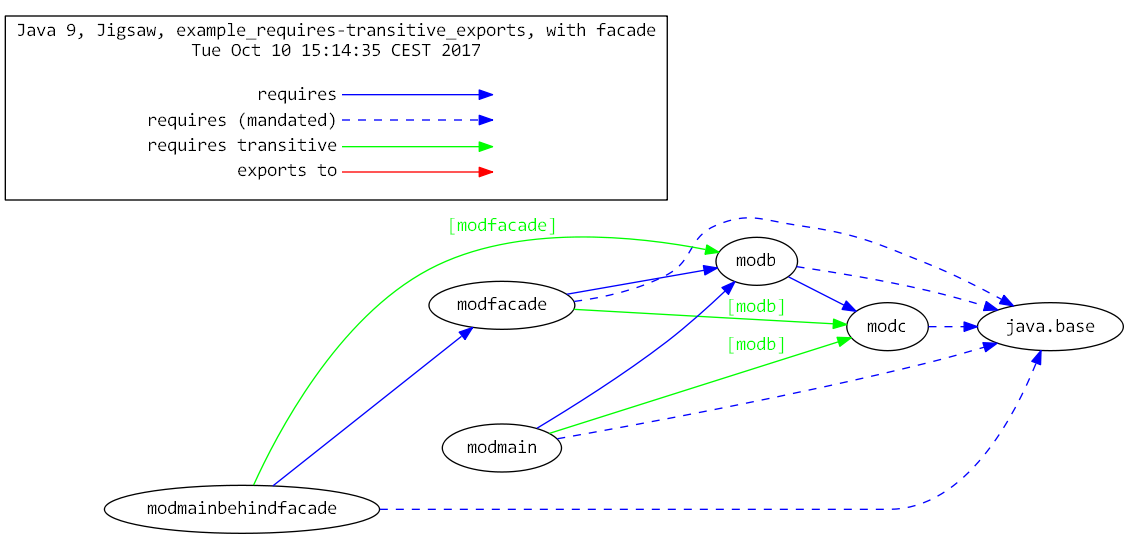 Java 9, Jigsaw, example_requires-transitive_exports, with facade
Tue Oct 10 15:14:35 CEST 2017
requires
requires (mandated)
requires transitive
exports to
[modfacade]
modb
modfacade
[modb]
modc
java.base
[modb]
modmain
modmainbehindfacade